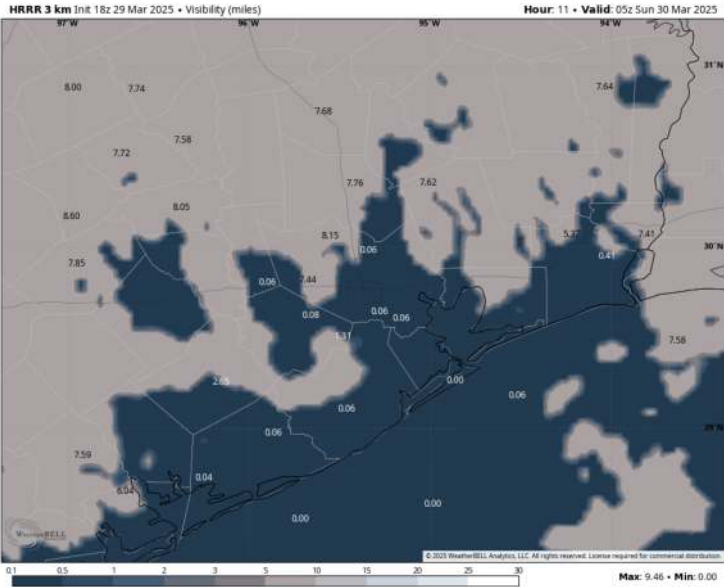 HRRR 3 km Init 18z 29 Mar 2025 • Visibility (miles) Hour: 11 • Valid: 05z Sun 30 Mar 2025
97°W 96°W 95°W 94°W
31°N
8.00 7.74 7.64
7.68
7.58
7.72
7.76 7.62
8.05
8.60
8.15 7.41
0.06 30°N
0.41
7.85
0.06 7.44
0.08 0.06 0.06
1.31 7.58
2.65 0.00
0.06
0.06
0.06 29°N
7.59
0.04
6.04
0.00
0.00
WeatherBELL
© 2025 WeatherBELL Analytics, LLC. All rights reserved. License required for commercial distribution.
0.1 0.5 1 2 3 5 10 15 20 25 30
Max: 9.46 • Min: 0.00